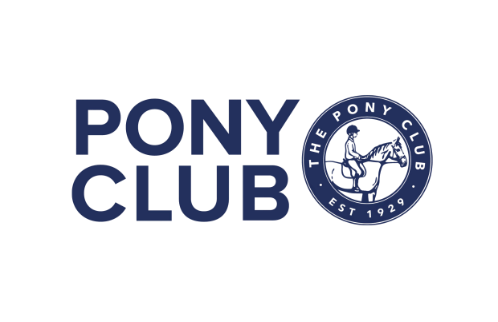 PONY
CLUB
THE PONY CLUB
· EST 1929 ·